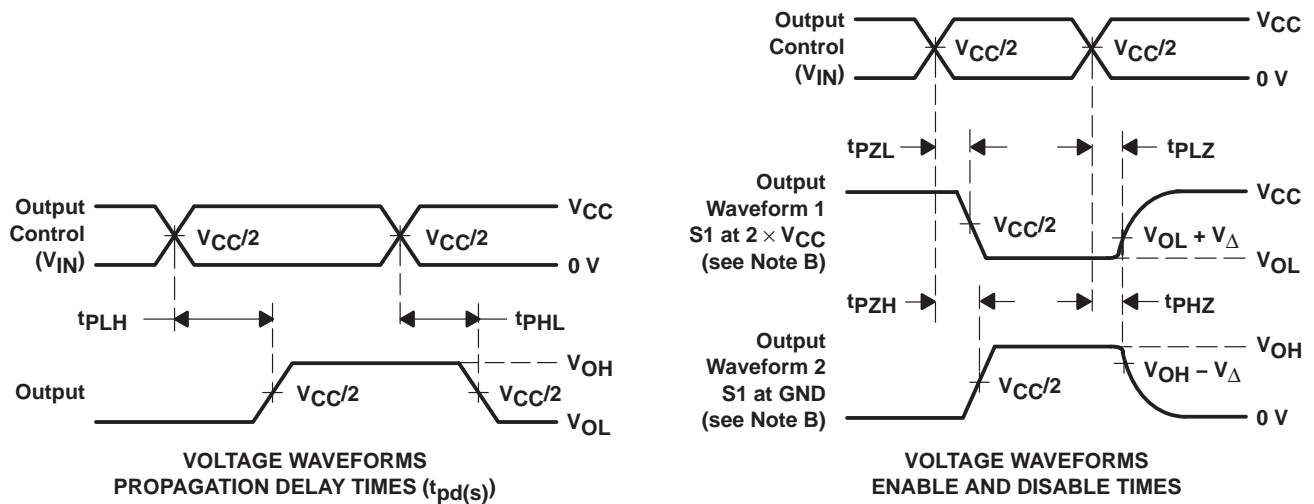 Output
Control
(VIN)
VCC
VCC/2
VCC/2
0 V
tPLH
tPHL
Output
VOH
VCC/2
VCC/2
VOL
VOLTAGE WAVEFORMS
PROPAGATION DELAY TIMES (tpd(s))
Output
Control
(VIN)
VCC
VCC/2
VCC/2
0 V
tPZL
tPLZ
Output
Waveform 1
S1 at 2 × VCC
(see Note B)
VCC
VCC/2
VOL + VΔ
VOL
tPZH
tPHZ
Output
Waveform 2
S1 at GND
(see Note B)
VOH
VOH − VΔ
VCC/2
0 V
VOLTAGE WAVEFORMS
ENABLE AND DISABLE TIMES